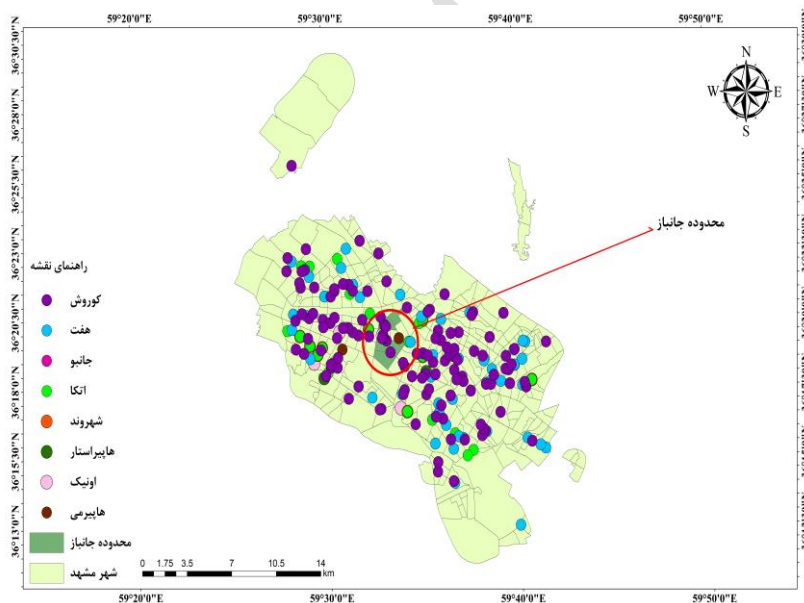 59°20'0"E 59°30'0"E 59°40'0"E 59°50'0"E
36°30'30"N
36°28'0"N
36°25'30"N
36°23'0"N
36°20'30"N
36°18'0"N
36°15'30"N
36°13'0"N
N
W E
S
محدوده جانباز
راهنمای نقشه
کوروش
هفت
جانبو
اتکا
شهروند
هاپیراستار
اونیک
هاپیرمی
محدوده جانباز
شهر مشهد
0 1.75 3.5 7 10.5 14
km
59°20'0"E 59°30'0"E 59°40'0"E 59°50'0"E